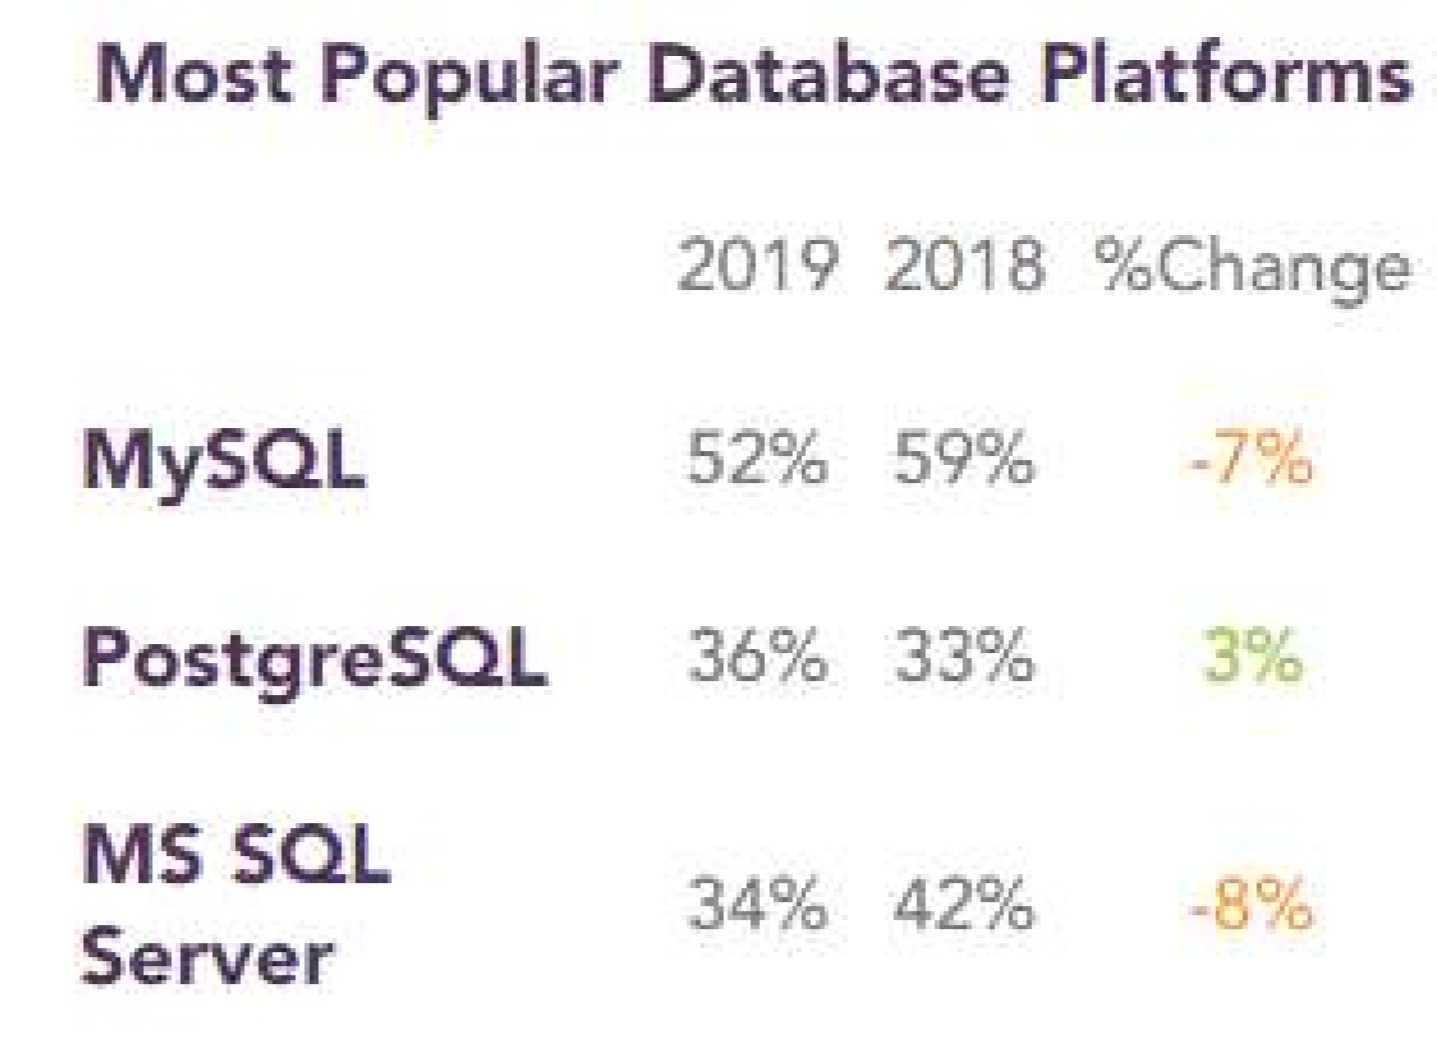 Most Popular Database Platforms
2019 2018 %Change
MySQL 52% 59% -7%
PostgreSQL 36% 33% 3%
MS SQL
Server 34% 42% -8%